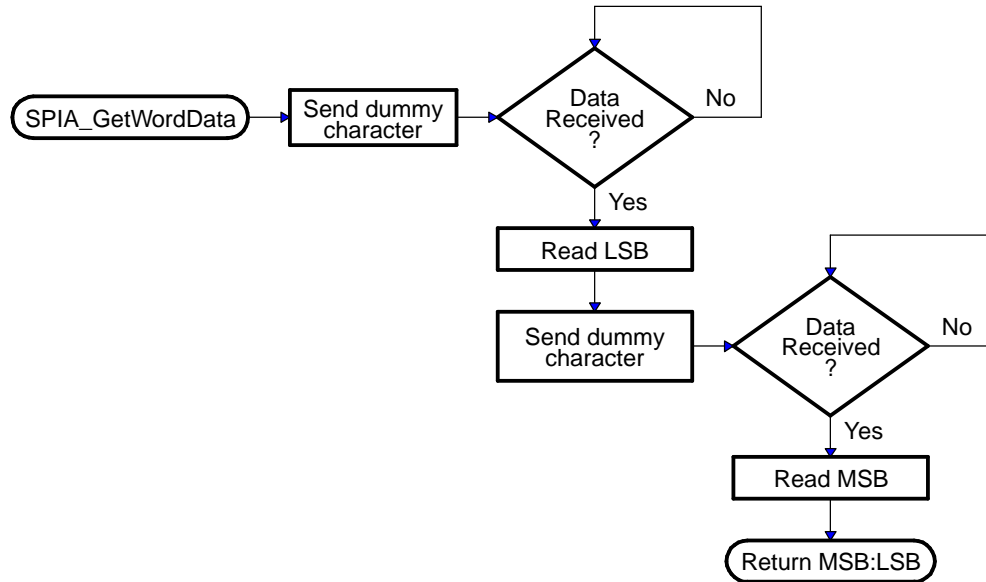 SPIA_GetWordData
Send dummy
character
Data
Received
?
No
Yes
Read LSB
Send dummy
character
Data
Received
?
No
Yes
Read MSB
Return MSB:LSB